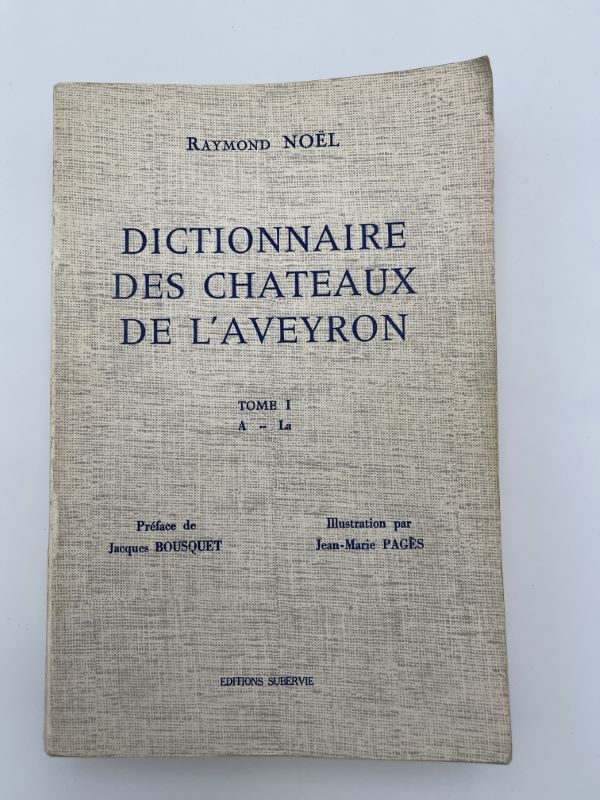 RAYMOND NOËL
DICTIONNAIRE
DES CHATEAUX
DE L'AVEYRON
TOME I
A – La
Préface de
Jacques BOUSQUET
Illustration par
Jean-Marie PAGÈS
EDITIONS SUBERVIE